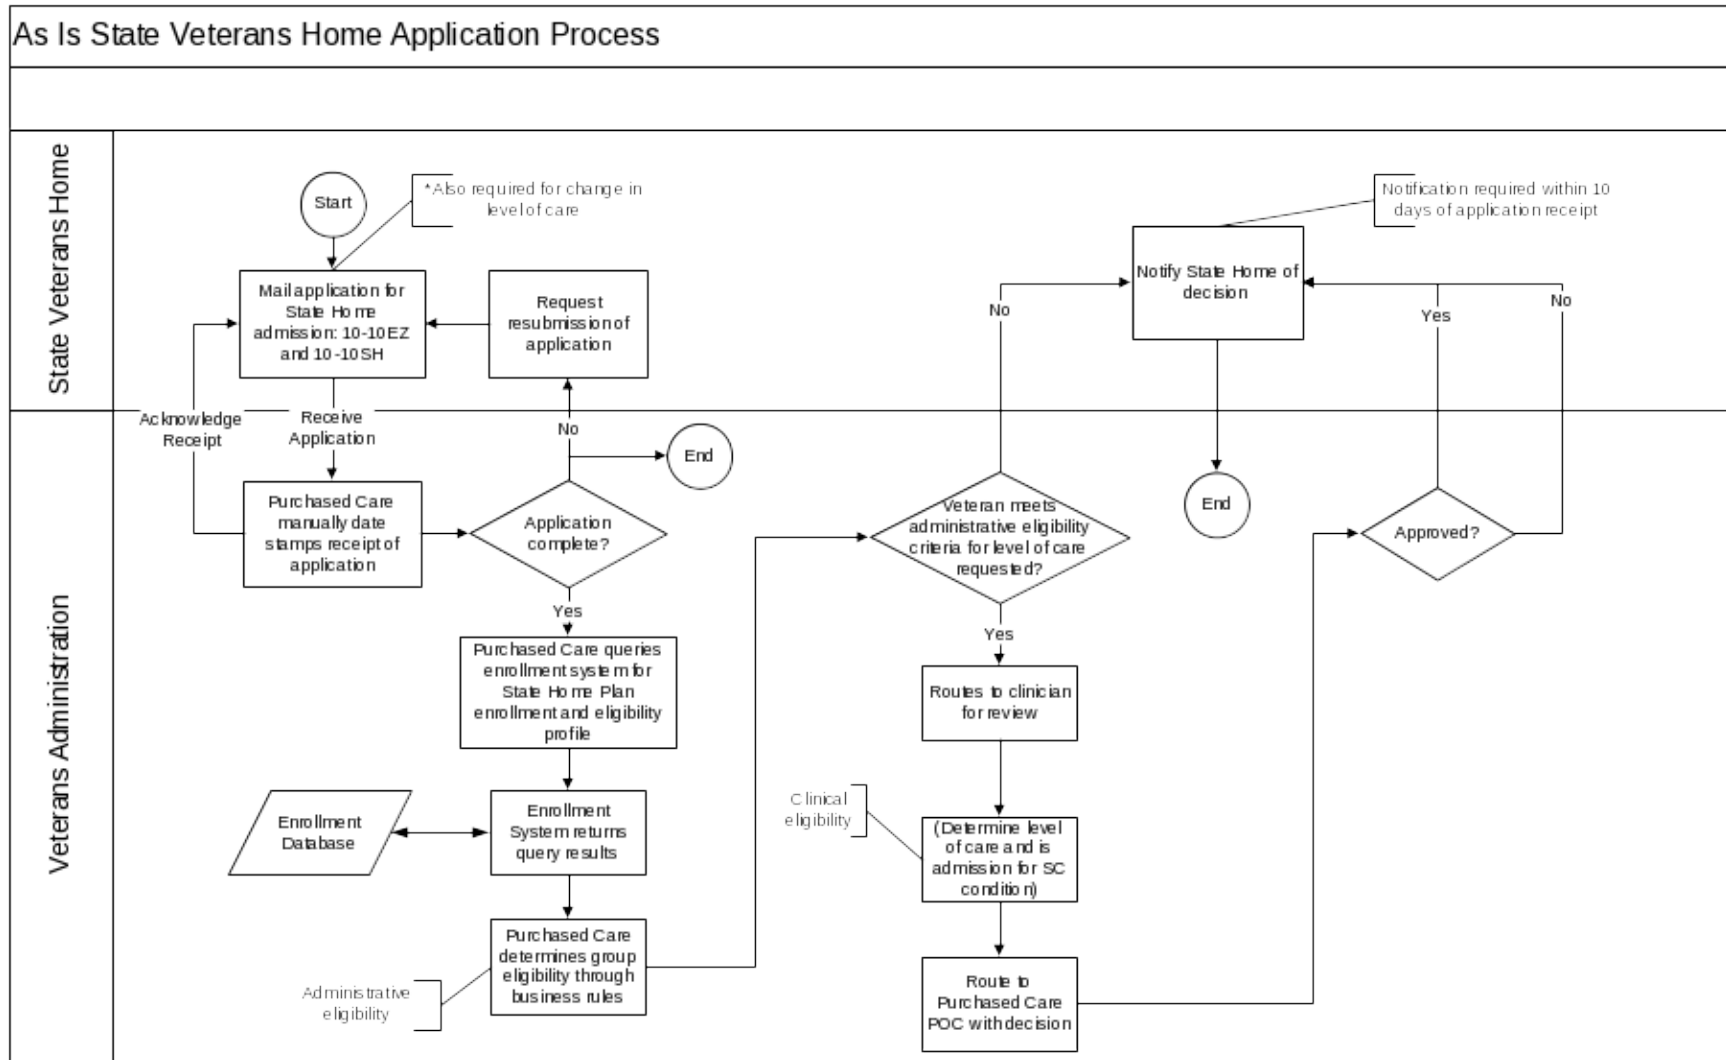 As Is State Veterans Home Application Process
State Veterans Home
Start
*Also required for change in
level of care
Mail application for
State Home
admission: 10-10EZ
and 10-10SH
Request
resubmission of
application
Notification required within 10
days of application receipt
Notify State Home of
decision
No
Yes
No
Veterans Administration
Acknowledge
Receipt
Receive
Application
No
End
Purchased Care
manually date
stamps receipt of
application
Application
complete?
Yes
Purchased Care queries
enrollment system for
State Home Plan
enrollment and eligibility
profile
Enrollment
Database
Enrollment
System returns
query results
Purchased Care
determines group
eligibility through
business rules
Administrative
eligibility
Veteran meets
administrative eligibility
criteria for level of care
requested?
Yes
Routes to clinician
for review
Clinical
eligibility
(Determine level
of care and is
admission for SC
condition)
Route to
Purchased Care
POC with decision
End
Approved?